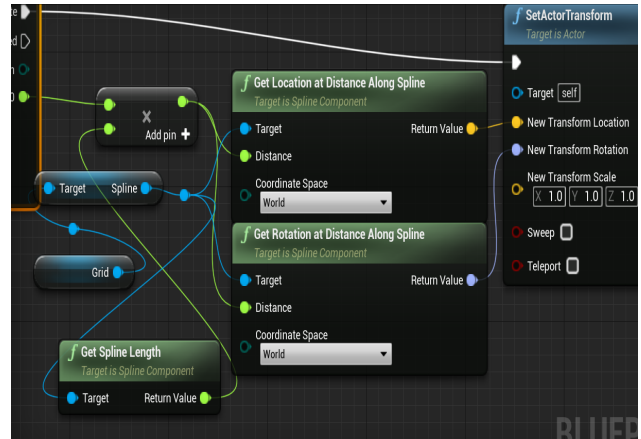 SetActorTransform
Target is Actor
Target self
New Transform Location
New Transform Rotation
New Transform Scale
X 1.0 Y 1.0 Z 1.0
Sweep
Teleport
Get Location at Distance Along Spline
Target is Spline Component
Target
Return Value
Distance
Coordinate Space
World
Get Rotation at Distance Along Spline
Target is Spline Component
Target
Return Value
Distance
Coordinate Space
World
Add pin +
Target Spline
Grid
Get Spline Length
Target is Spline Component
Target
Return Value